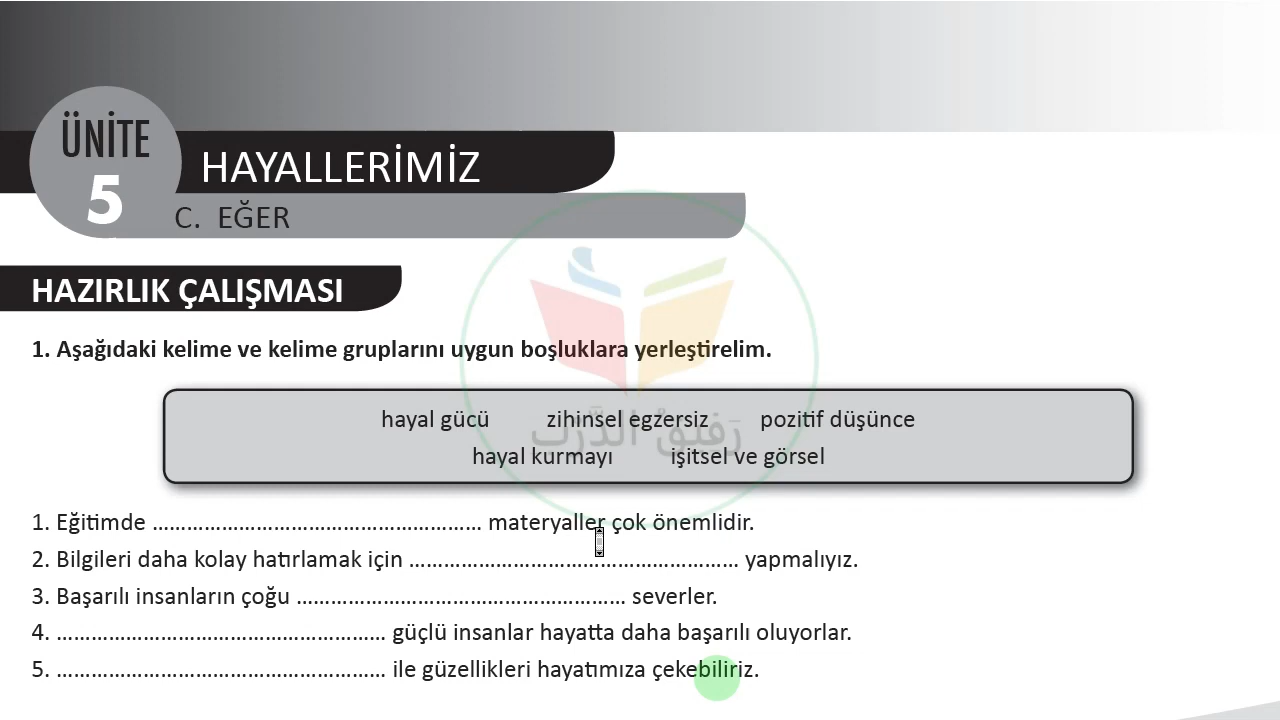 ÜNİTE
5
HAYALLERİMİZ
C. EĞER
HAZIRLIK ÇALIŞMASI
1. Aşağıdaki kelime ve kelime gruplarını uygun boşluklara yerleştirelim.
hayal gücü zihinsel egzersiz pozitif düşünce
رَفيقُ الدَّرْب
hayal kurmayı işitsel ve görsel
1. Eğitimde ………………………………………………… materyaller çok önemlidir.
2. Bilgileri daha kolay hatırlamak için ………………………………………………… yapmalıyız.
3. Başarılı insanların çoğu ………………………………………………… severler.
4. ………………………………………………… güçlü insanlar hayatta daha başarılı oluyorlar.
5. ………………………………………………… ile güzellikleri hayatımıza çekebiliriz.